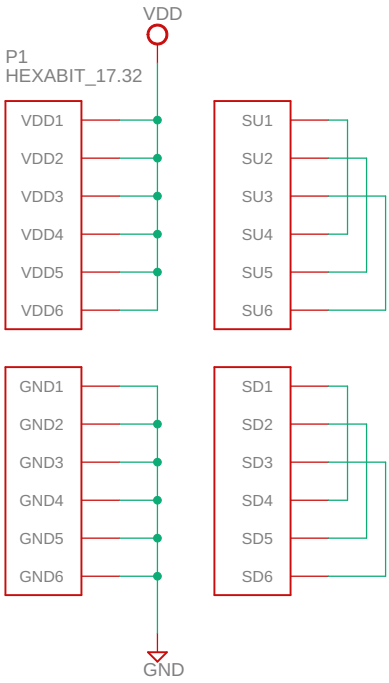 VDD
P1
HEXABIT_17.32
VDD1
VDD2
VDD3
VDD4
VDD5
VDD6
SU1
SU2
SU3
SU4
SU5
SU6
GND1
GND2
GND3
GND4
GND5
GND6
SD1
SD2
SD3
SD4
SD5
SD6
GND